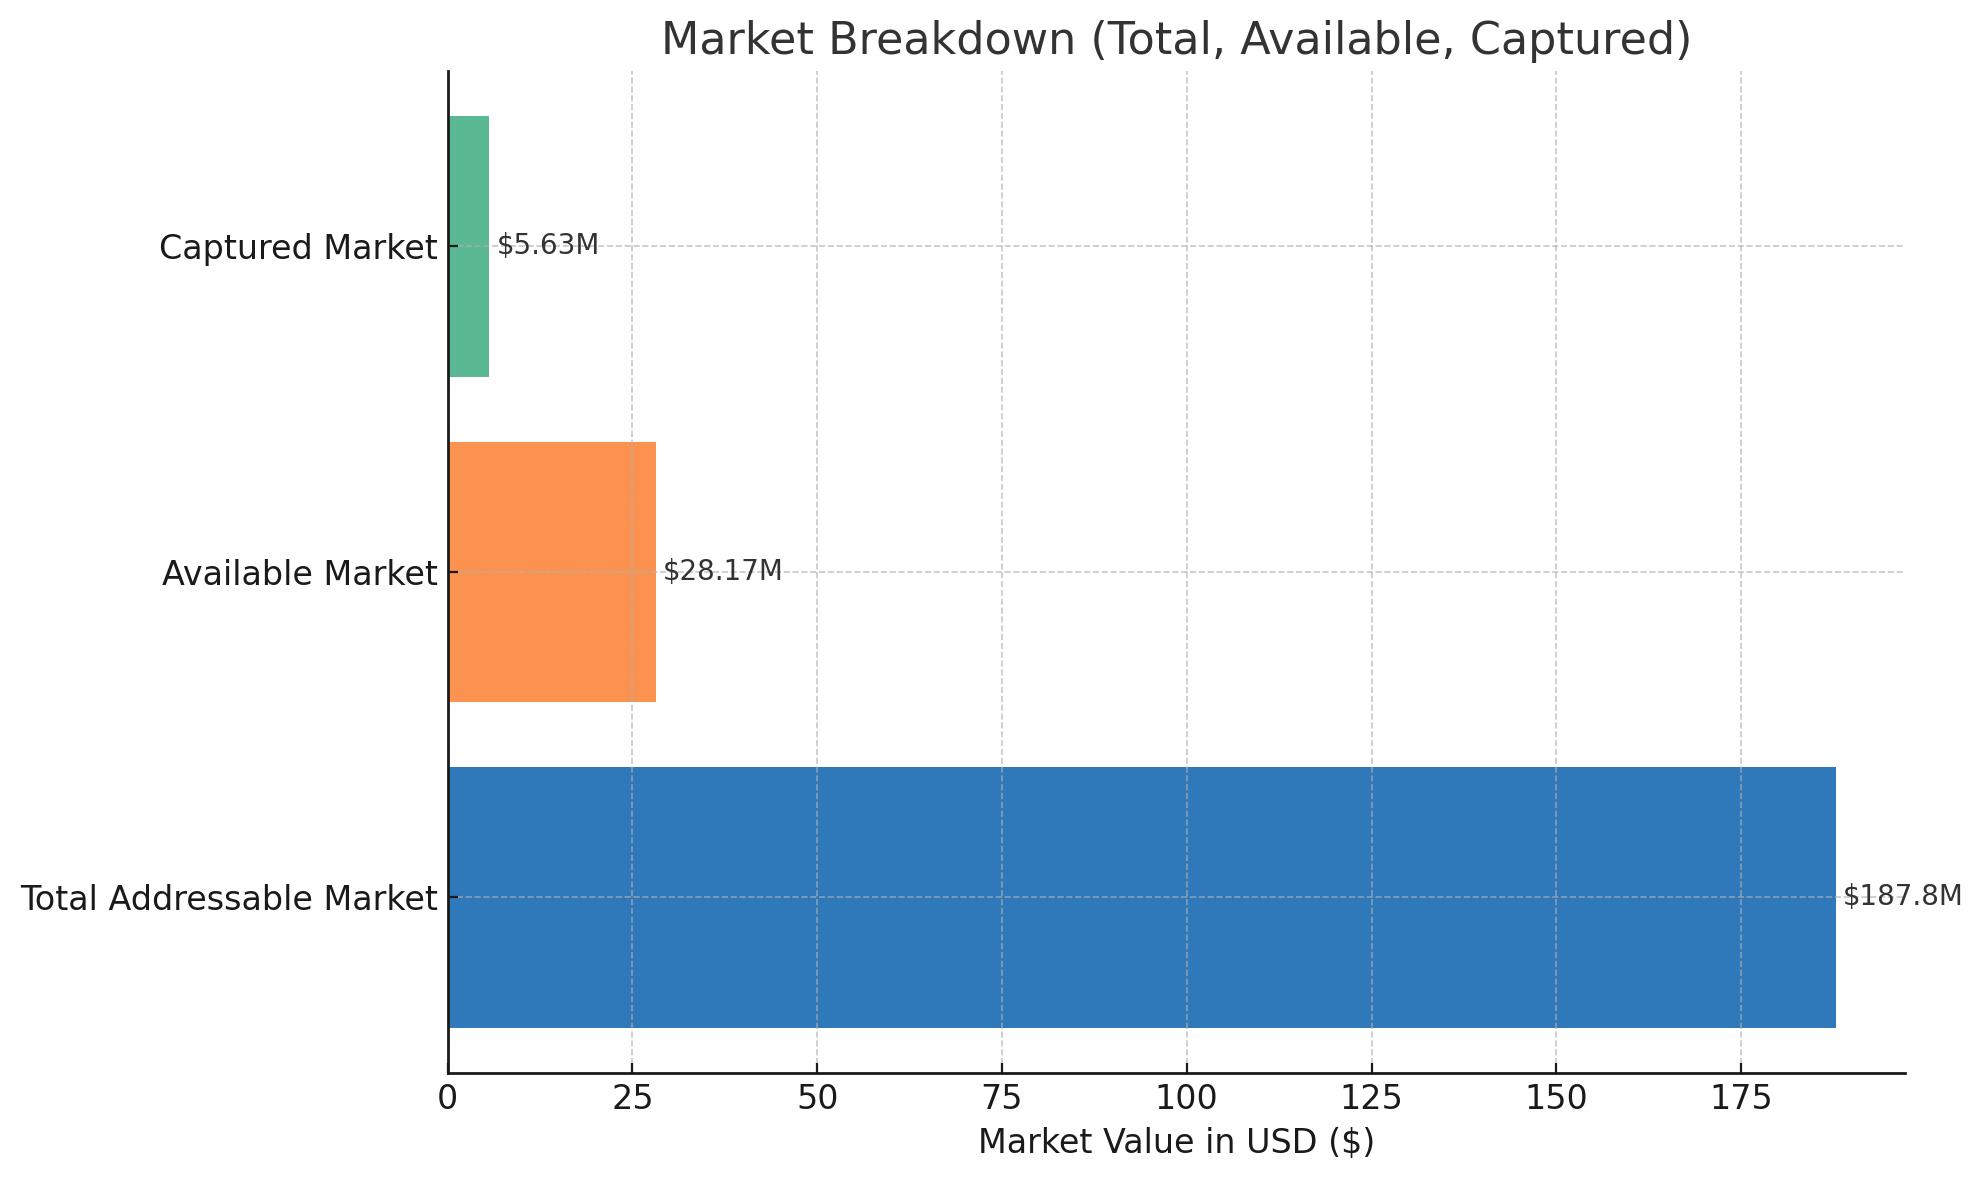 Market Breakdown (Total, Available, Captured)
Captured Market
$5.63M
Available Market
$28.17M
Total Addressable Market
$187.8M
0 25 50 75 100 125 150 175
Market Value in USD ($)